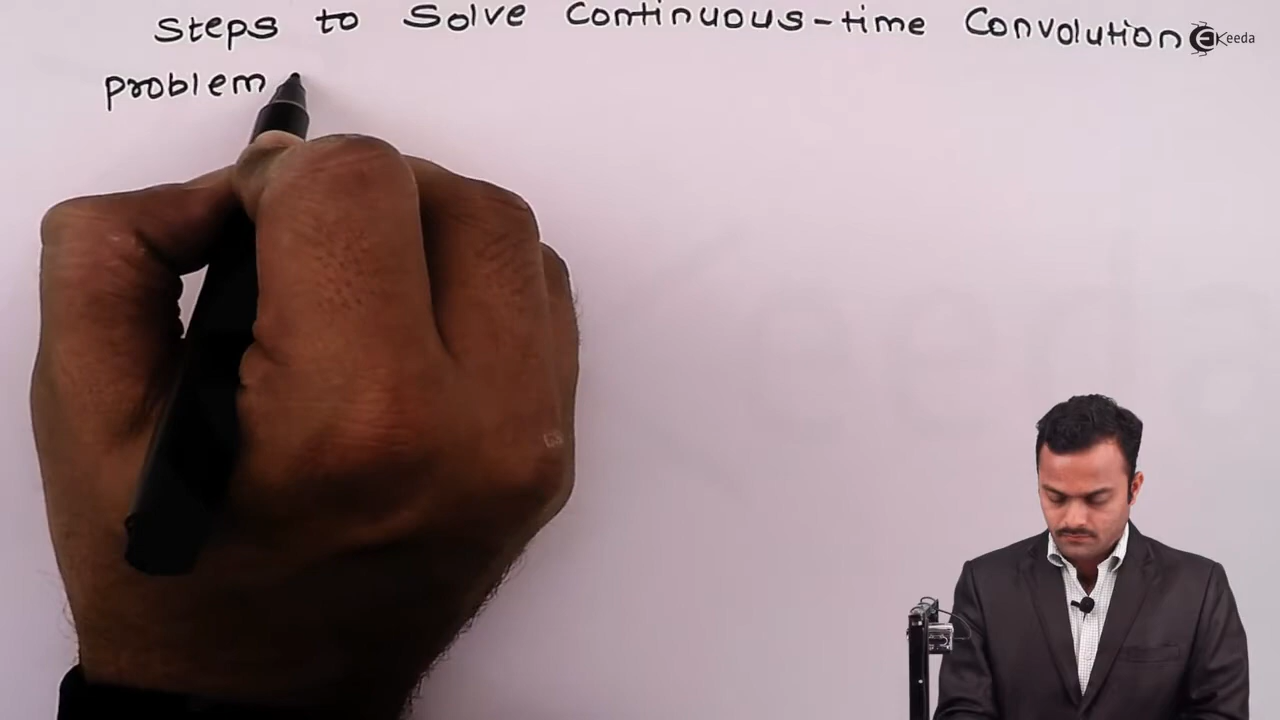 Steps to Solve Continuous-time Convolution
problem
Ekeeda